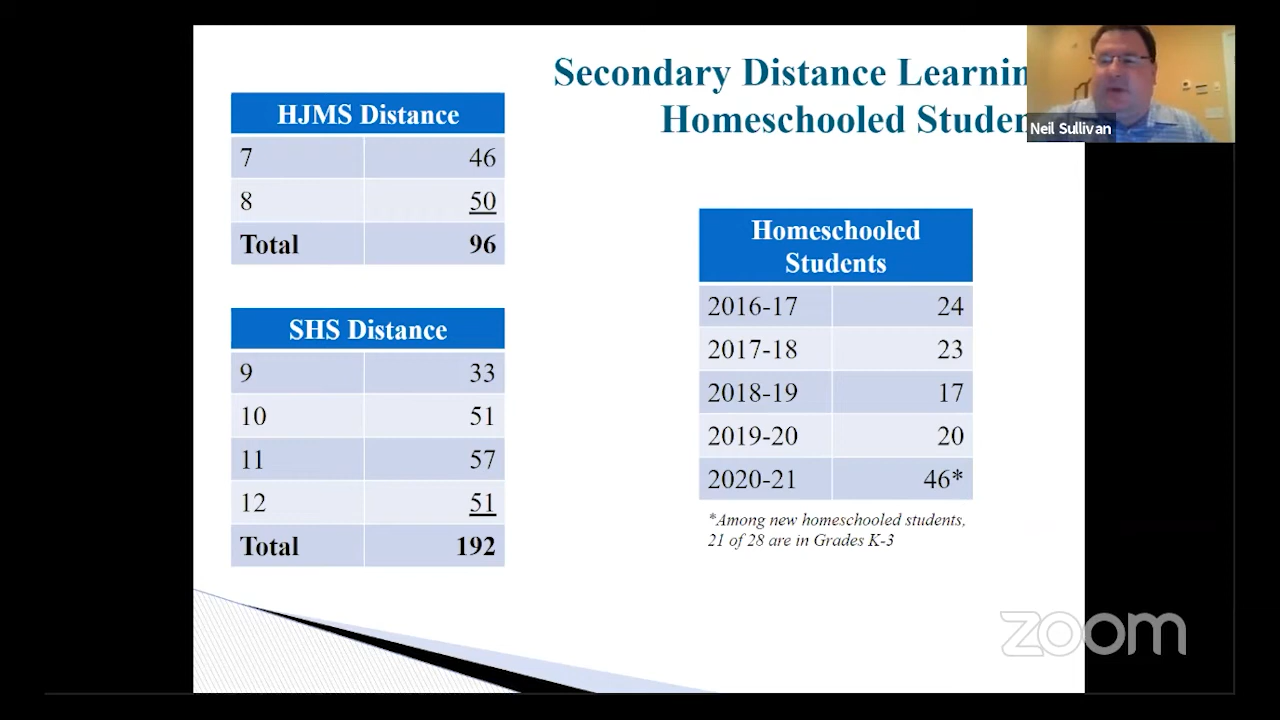 Secondary Distance Learnin
Homeschooled Studen
Neil Sullivan
HJMS Distance
7 46
8 50
Total 96
SHS Distance
9 33
10 51
11 57
12 51
Total 192
Homeschooled
Students
2016-17 24
2017-18 23
2018-19 17
2019-20 20
2020-21 46*
*Among new homeschooled students,
21 of 28 are in Grades K-3
zoom